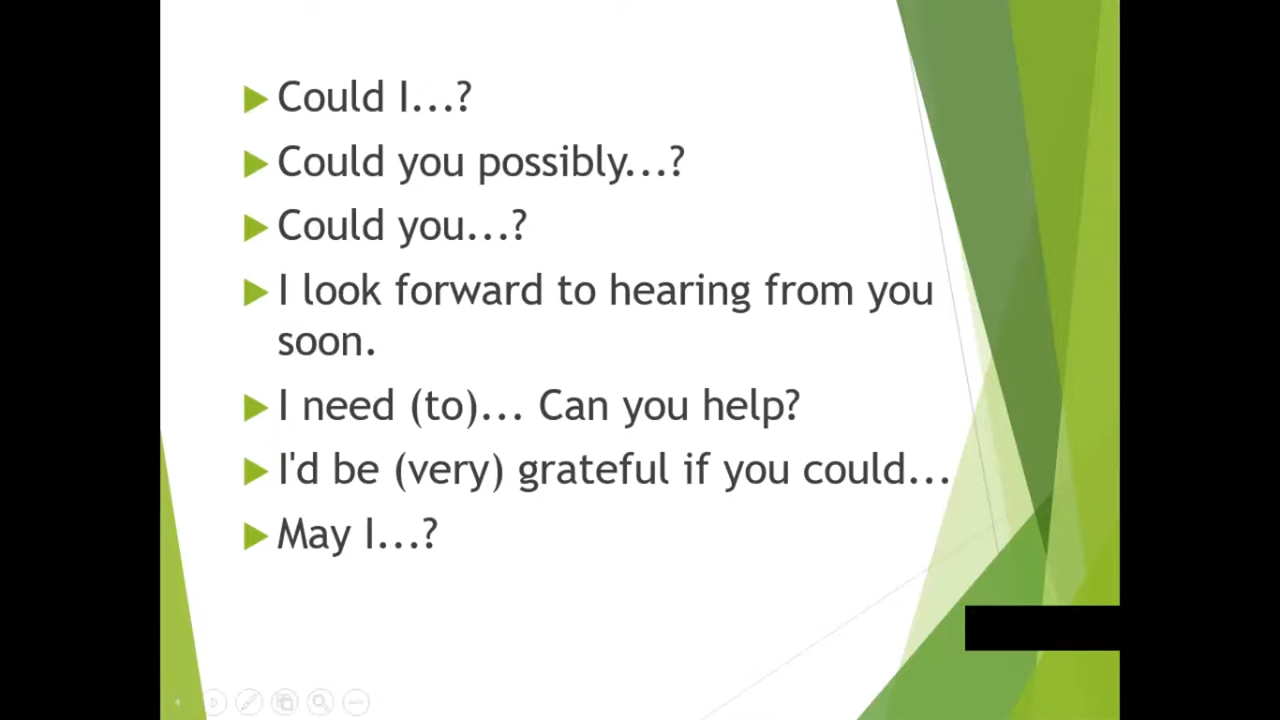 Could I...?
Could you possibly...?
Could you...?
I look forward to hearing from you
soon.
I need (to)... Can you help?
I'd be (very) grateful if you could...
May I...?